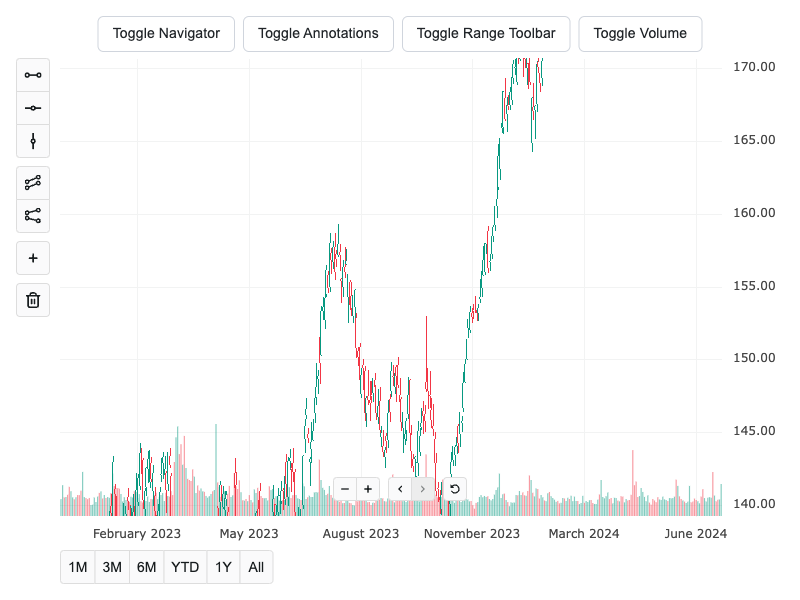 Toggle Navigator Toggle Annotations Toggle Range Toolbar Toggle Volume
170.00
165.00
160.00
155.00
150.00
145.00
140.00
February 2023 May 2023 August 2023 November 2023 March 2024 June 2024
1M 3M 6M YTD 1Y All